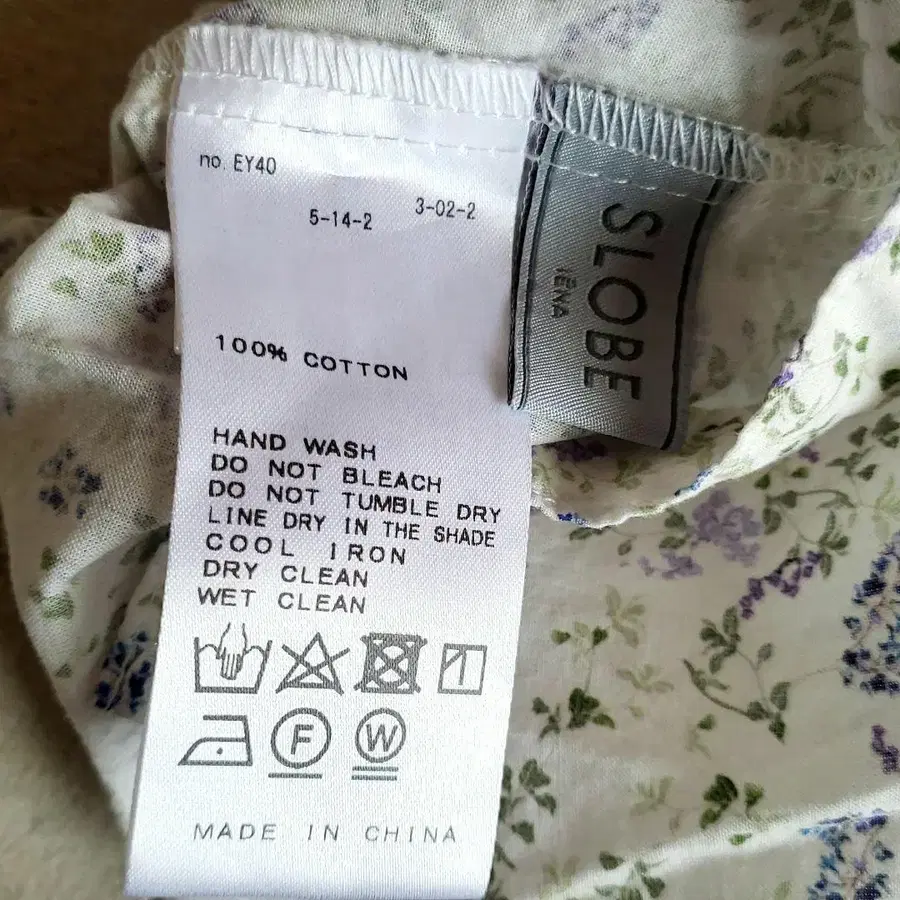 no. EY40
5-14-2
3-02-2
100% COTTON
HAND WASH
DO NOT BLEACH
DO NOT TUMBLE DRY
LINE DRY IN THE SHADE
COOL IRON
DRY CLEAN
WET CLEAN
F
W
MADE IN CHINA
SLOBE
IÉNA